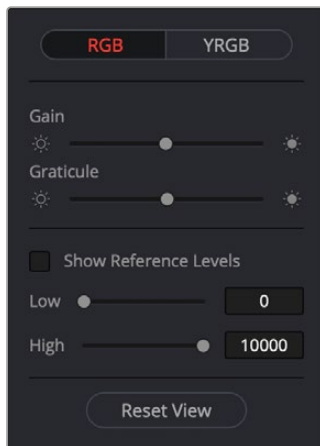 RGB YRGB
Gain
Graticule
Show Reference Levels
Low 0
High 10000
Reset View